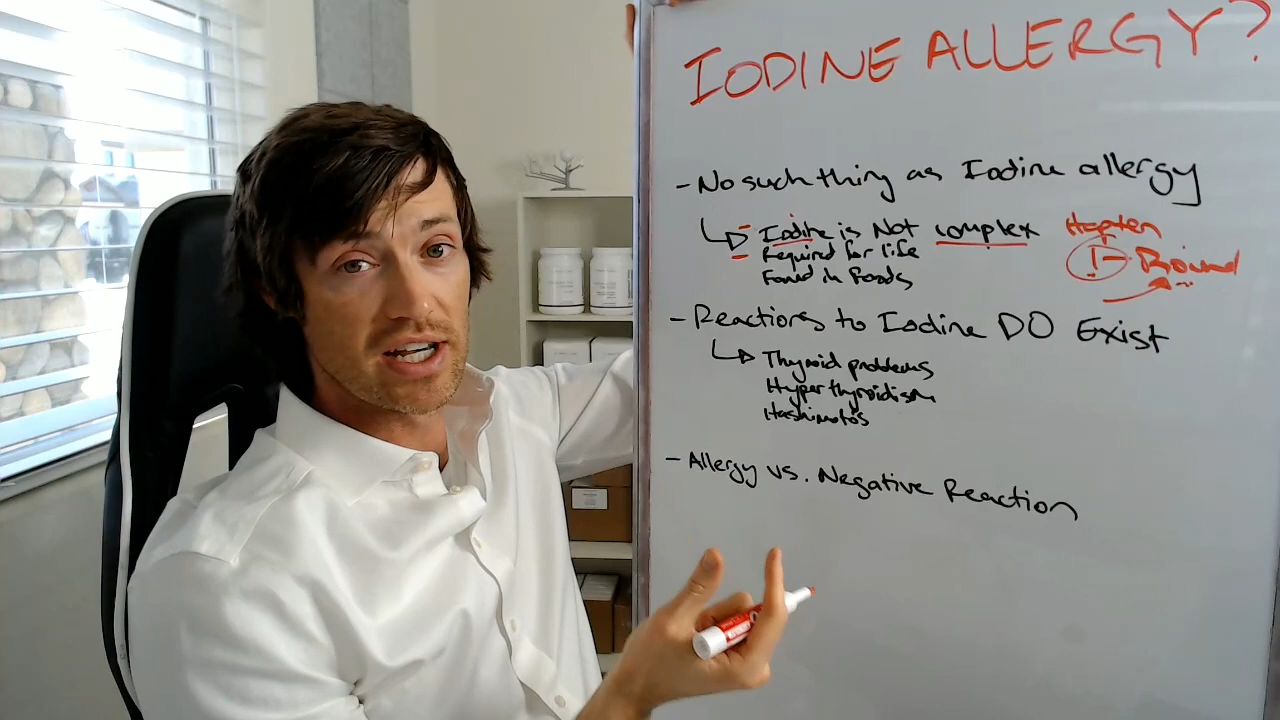 IODINE ALLERGY?
- No such thing as Iodine allergy
- Iodine is Not complex Hapten
- Required for life I - Bound
Found in foods
- Reactions to Iodine DO Exist
Thyroid problems
Hyperthyroidism
Hashimoto's
- Allergy vs. Negative Reaction